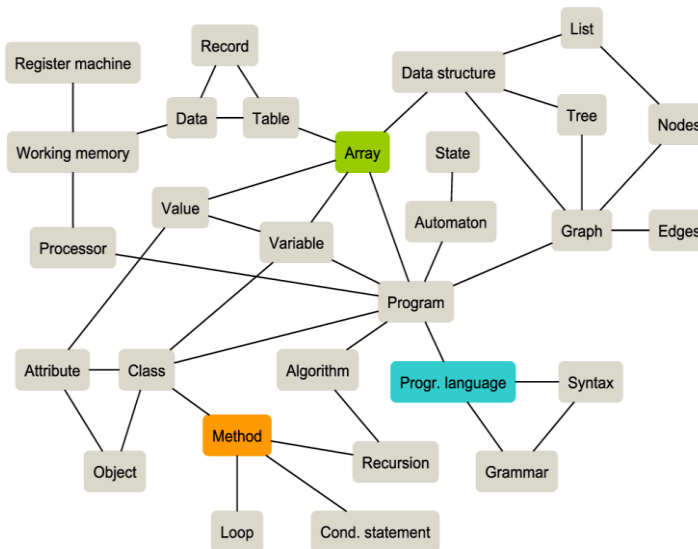 List
Record
Register machine
Data structure
Data
Table
Tree
Nodes
Working memory
Array
State
Value
Automaton
Graph
Edges
Processor
Variable
Program
Attribute
Class
Algorithm
Progr. language
Syntax
Method
Object
Recursion
Grammar
Loop
Cond. statement